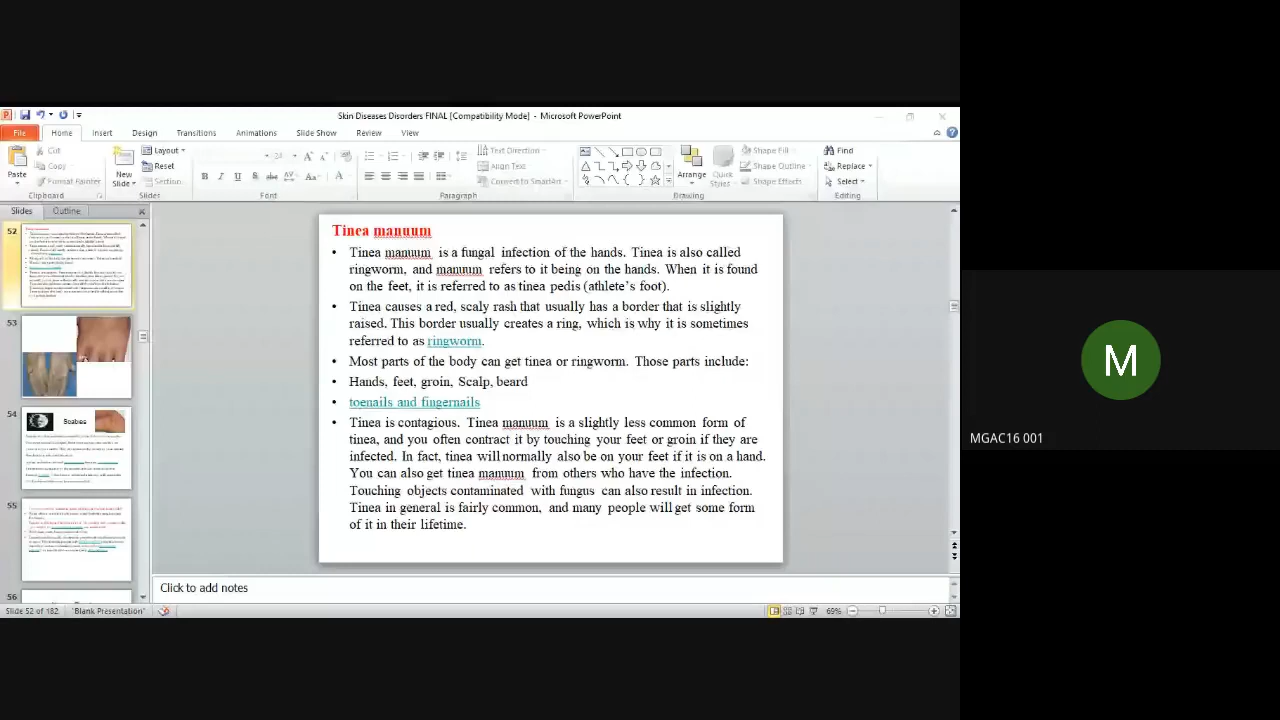 Skin Diseases Disorders FINAL [Compatibility Mode] - Microsoft PowerPoint
File Home Insert Design Transitions Animations Slide Show Review View
Paste
Cut
Copy
Format Painter
Clipboard
New Slide
Layout
Reset
Section
Slides
24
B I U S abc AV Aa A
Font
Text Direction
Align Text
Convert to SmartArt
Paragraph
Arrange
Quick Styles
Shape Fill
Shape Outline
Shape Effects
Drawing
Find
Replace
Select
Editing
Slides Outline
52
53
54
Scabies
55
56
Tinea manuum
• Tinea manuum is a fungal infection of the hands. Tinea is also called
ringworm, and manuum refers to it being on the hands. When it is found
on the feet, it is referred to as tinea pedis (athlete's foot).
• Tinea causes a red, scaly rash that usually has a border that is slightly
raised. This border usually creates a ring, which is why it is sometimes
referred to as ringworm.
• Most parts of the body can get tinea or ringworm. Those parts include:
• Hands, feet, groin, Scalp, beard
• toenails and fingernails
• Tinea is contagious. Tinea manuum is a slightly less common form of
tinea, and you often contract it by touching your feet or groin if they are
infected. In fact, tinea will normally also be on your feet if it is on a hand.
You can also get tinea manuum from others who have the infection.
Touching objects contaminated with fungus can also result in infection.
Tinea in general is fairly common, and many people will get some form
of it in their lifetime.
Click to add notes
Slide 52 of 182 "Blank Presentation" 69%
M
MGAC16 001